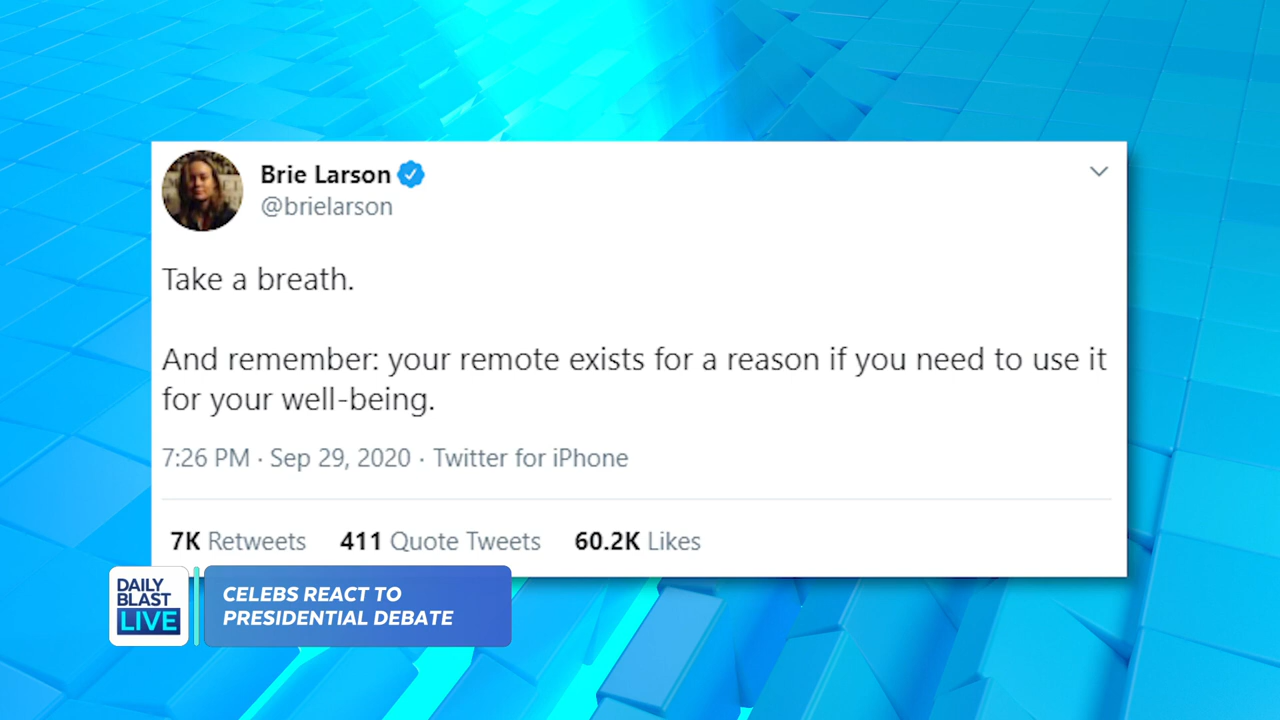 Brie Larson
@brielarson
Take a breath.
And remember: your remote exists for a reason if you need to use it
for your well-being.
7:26 PM · Sep 29, 2020 · Twitter for iPhone
7K Retweets 411 Quote Tweets 60.2K Likes
DAILY
BLAST
LIVE
CELEBS REACT TO
PRESIDENTIAL DEBATE